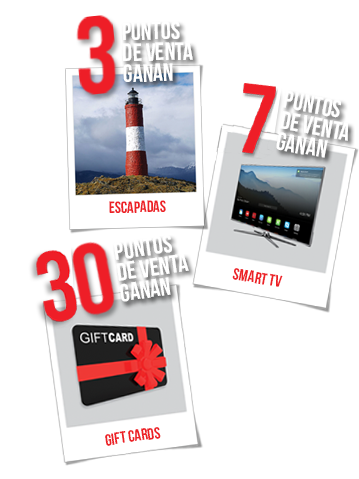 3 PUNTOS
DE VENTA
GANAN
ESCAPADAS
7 PUNTOS
DE VENTA
GANAN
SMART TV
30 PUNTOS
DE VENTA
GANAN
GIFTCARD
GIFT CARDS